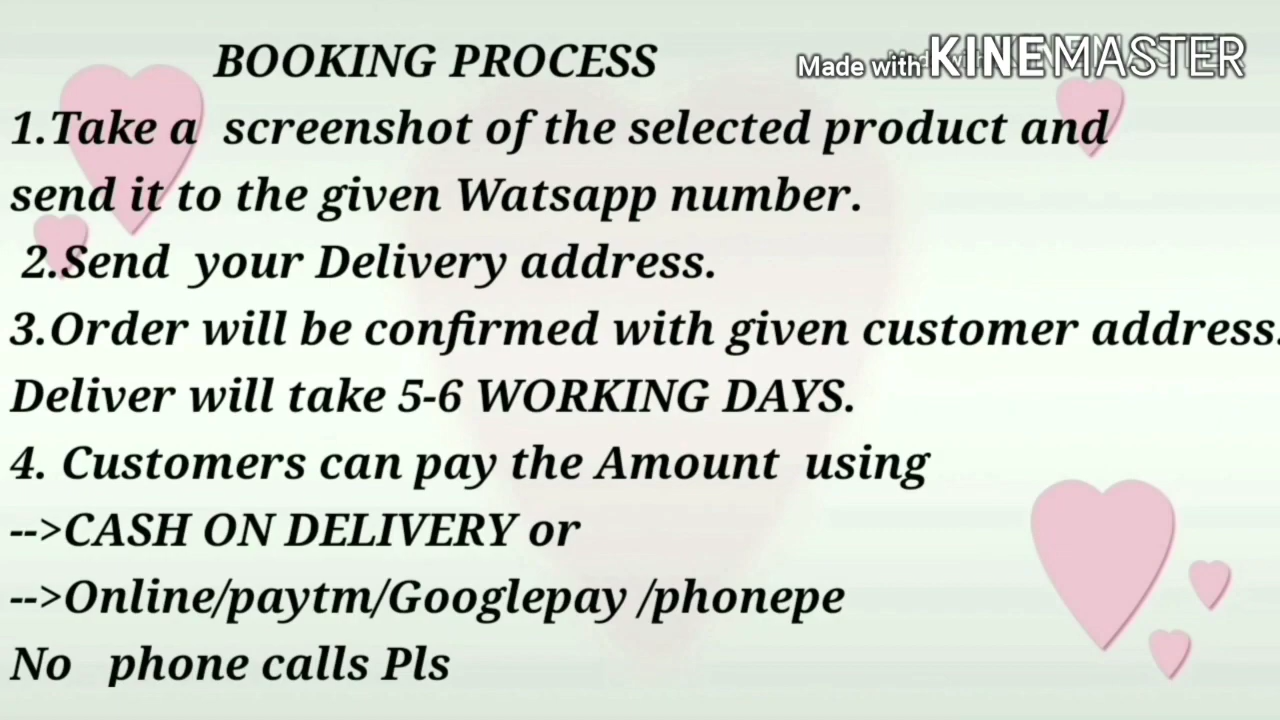 BOOKING PROCESS
Made with KINEMASTER
1.Take a screenshot of the selected product and
send it to the given Watsapp number.
2.Send your Delivery address.
3.Order will be confirmed with given customer address.
Deliver will take 5-6 WORKING DAYS.
4. Customers can pay the Amount using
-->CASH ON DELIVERY or
-->Online/paytm/Googlepay /phonepe
No phone calls Pls